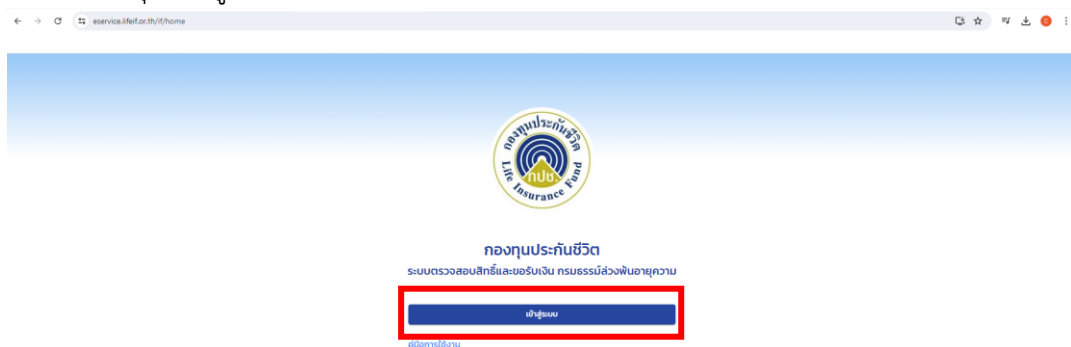 eservice.lifeif.or.th/if/home
กองทุนประกันชีวิต
กปช.
Life Insurance Fund
กองทุนประกันชีวิต
ระบบตรวจสอบสิทธิ์และขอรับเงิน กรมธรรม์ล่วงพ้นอายุความ
เข้าสู่ระบบ
คู่มือการใช้งาน